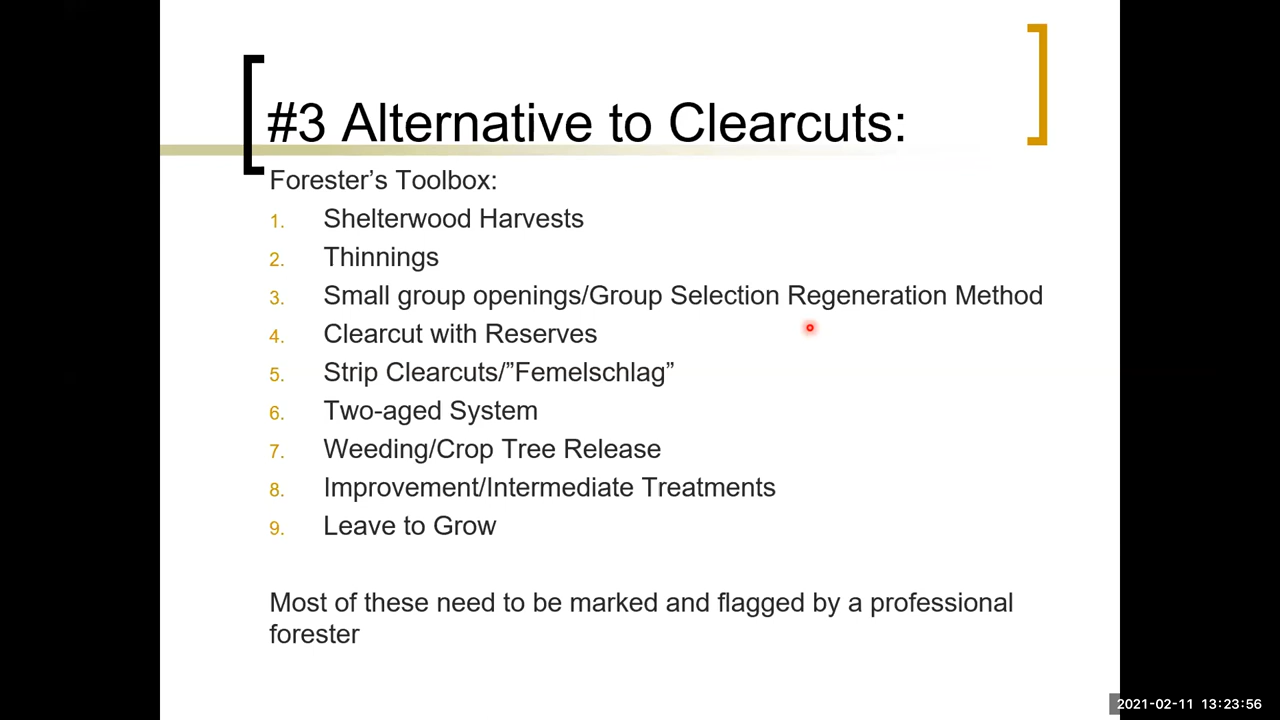 #3 Alternative to Clearcuts:
Forester’s Toolbox:
1. Shelterwood Harvests
2. Thinnings
3. Small group openings/Group Selection Regeneration Method
4. Clearcut with Reserves
5. Strip Clearcuts/”Femelschlag”
6. Two-aged System
7. Weeding/Crop Tree Release
8. Improvement/Intermediate Treatments
9. Leave to Grow
Most of these need to be marked and flagged by a professional
forester
2021-02-11 13:23:56